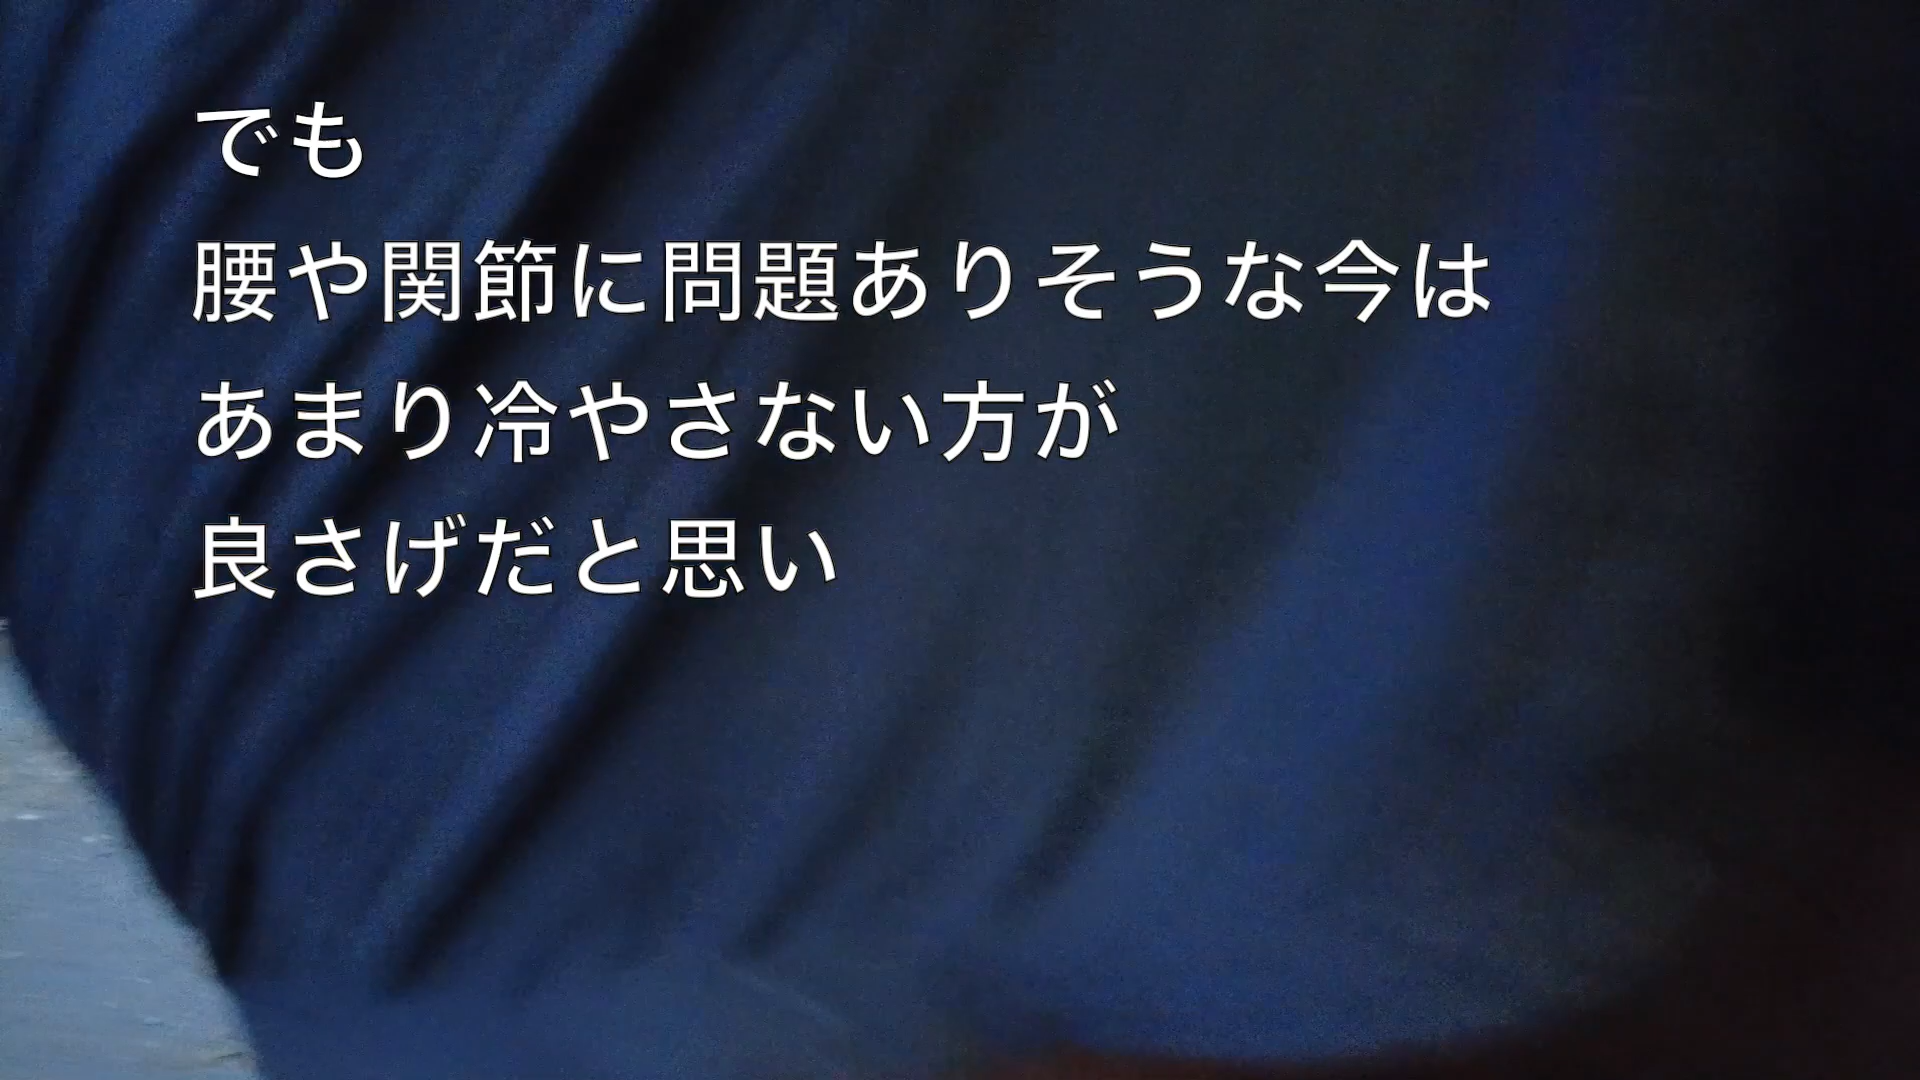 でも
腰や関節に問題ありそうな今は
あまり冷やさない方が
良さげだと思い